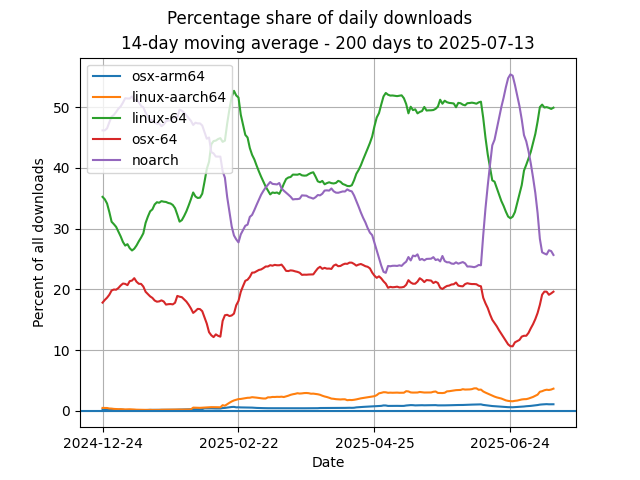 Percentage share of daily downloads
14-day moving average - 200 days to 2025-07-13
osx-arm64
linux-aarch64
linux-64
osx-64
noarch
Percent of all downloads
50
40
30
20
10
0
2024-12-24
2025-02-22
2025-04-25
2025-06-24
Date